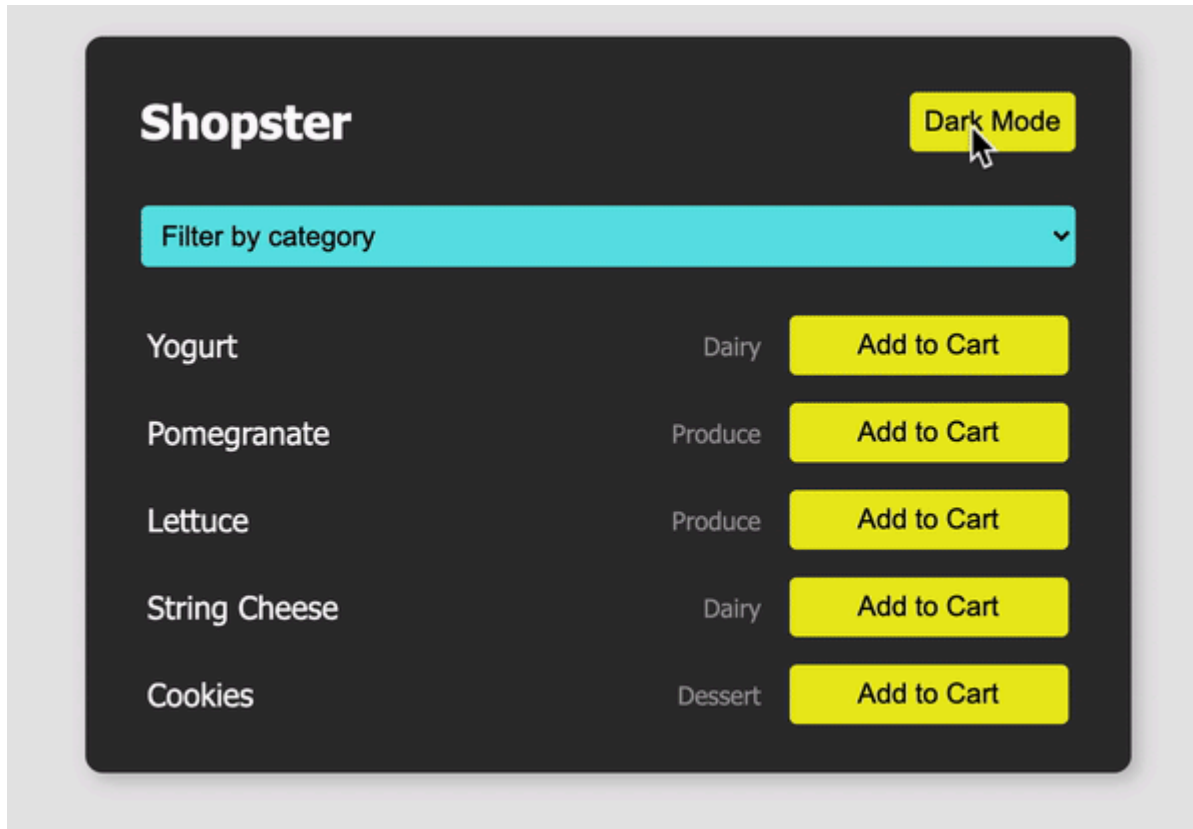 Shopster
Dark Mode
Filter by category
Yogurt Dairy Add to Cart
Pomegranate Produce Add to Cart
Lettuce Produce Add to Cart
String Cheese Dairy Add to Cart
Cookies Dessert Add to Cart